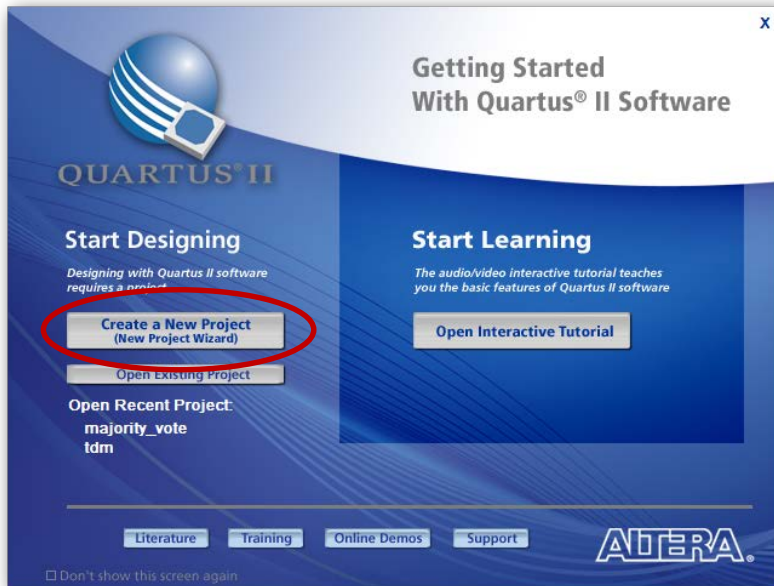 X
Getting Started
With Quartus® II Software
QUARTUS® II
Start Designing
Designing with Quartus II software
requires a project
Create a New Project
(New Project Wizard)
Open Existing Project
Open Recent Project:
majority_vote
tdm
Start Learning
The audio/video interactive tutorial teaches
you the basic features of Quartus II software
Open Interactive Tutorial
Literature
Training
Online Demos
Support
ALTERA®
Don't show this screen again